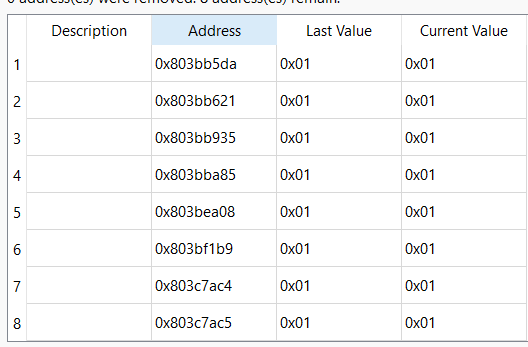 0 address(es) were removed. 8 address(es) remain.
Description Address Last Value Current Value
1 0x803bb5da 0x01 0x01
2 0x803bb621 0x01 0x01
3 0x803bb935 0x01 0x01
4 0x803bba85 0x01 0x01
5 0x803bea08 0x01 0x01
6 0x803bf1b9 0x01 0x01
7 0x803c7ac4 0x01 0x01
8 0x803c7ac5 0x01 0x01